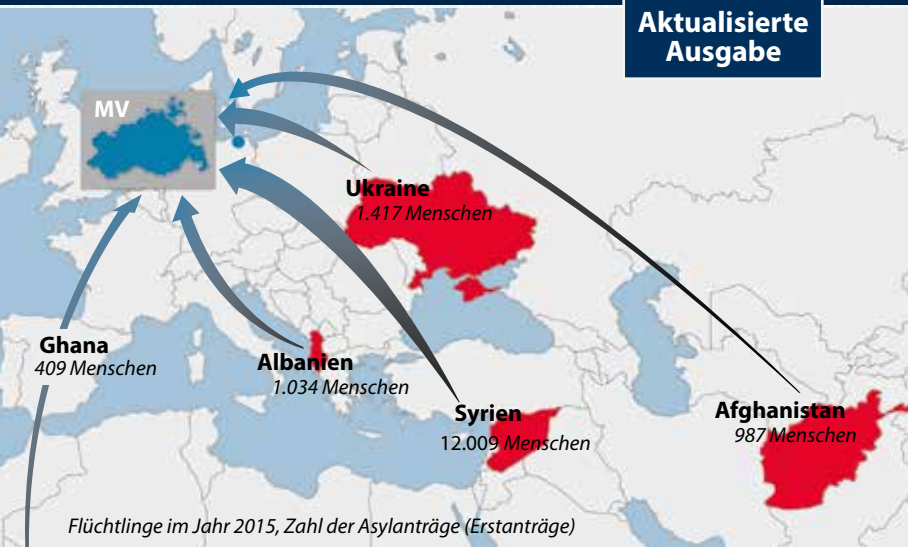 Aktualisierte
Ausgabe
MV
Ukraine
1.417 Menschen
Ghana
409 Menschen
Albanien
1.034 Menschen
Syrien
12.009 Menschen
Afghanistan
987 Menschen
Flüchtlinge im Jahr 2015, Zahl der Asylanträge (Erstanträge)